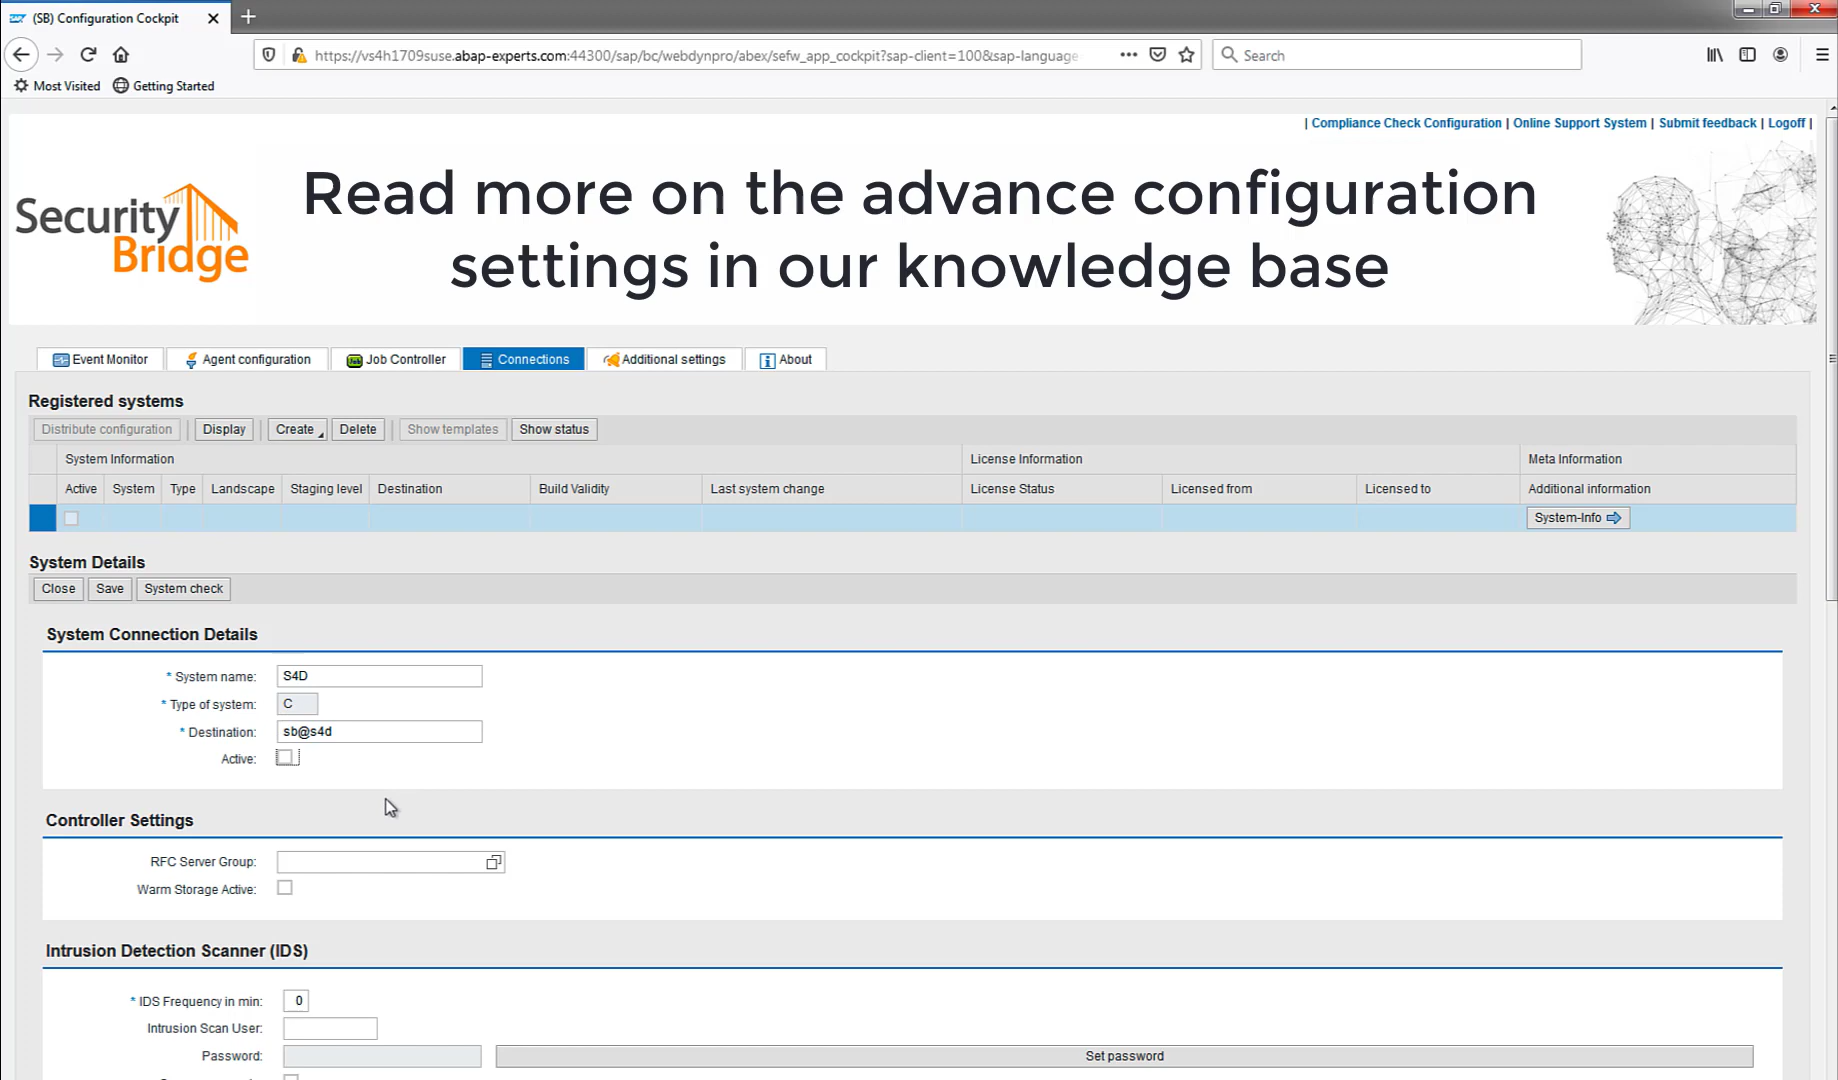 (SB) Configuration Cockpit
https://vs4h1709suse.abap-experts.com:44300/sap/bc/webdynpro/abex/sefw_app_cockpit?sap-client=100&sap-language
Search
Most Visited
Getting Started
| Compliance Check Configuration | Online Support System | Submit feedback | Logoff |
Security
Bridge
Read more on the advance configuration
settings in our knowledge base
Event Monitor
Agent configuration
Job Controller
Connections
Additional settings
About
Registered systems
Distribute configuration
Display
Create
Delete
Show templates
Show status
System Information
License Information
Meta Information
Active
System
Type
Landscape
Staging level
Destination
Build Validity
Last system change
License Status
Licensed from
Licensed to
Additional information
System-Info
System Details
Close
Save
System check
System Connection Details
* System name: S4D
* Type of system: C
* Destination: sb@s4d
Active:
Controller Settings
RFC Server Group:
Warm Storage Active:
Intrusion Detection Scanner (IDS)
* IDS Frequency in min: 0
Intrusion Scan User:
Password:
Set password